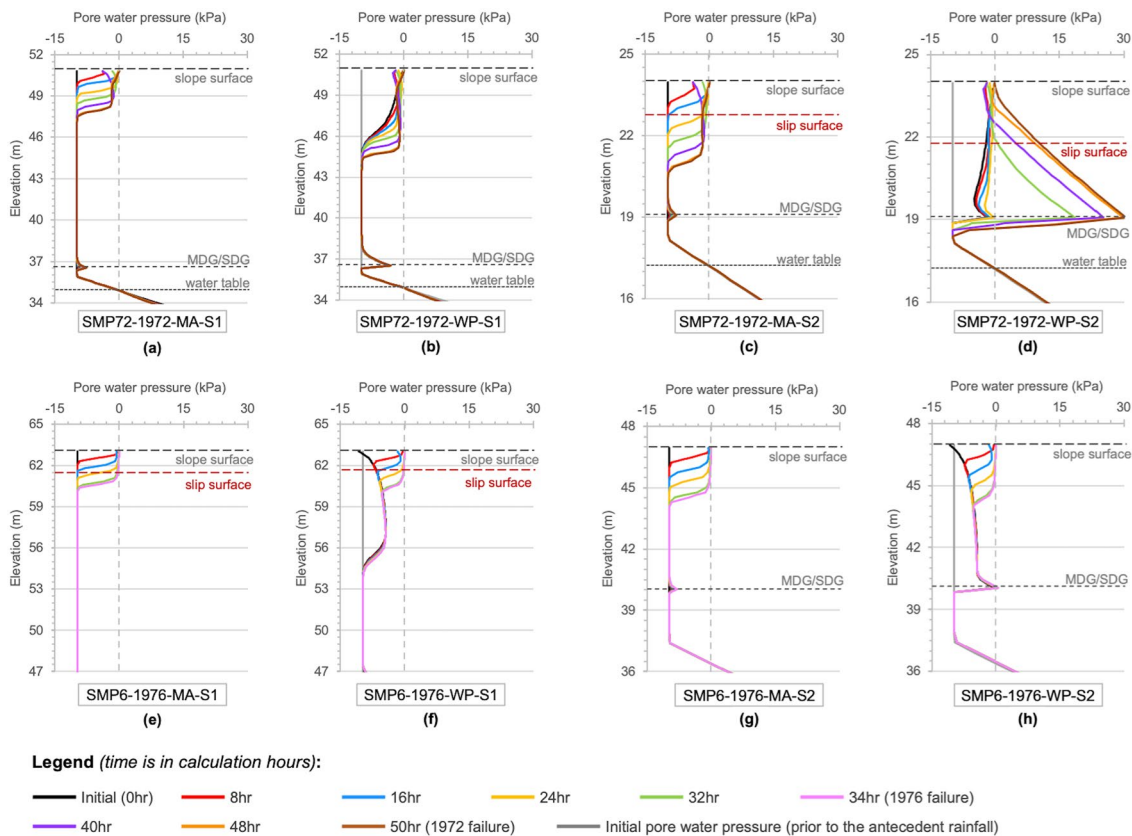 Pore water pressure (kPa)
-15 0 15 30
52
49
46
43
40
37
34
Elevation (m)
slope surface
MDG/SDG
water table
SMP72-1972-MA-S1
(a)
Pore water pressure (kPa)
-15 0 15 30
52
49
46
43
40
37
34
Elevation (m)
slope surface
MDG/SDG
water table
SMP72-1972-WP-S1
(b)
Pore water pressure (kPa)
-15 0 15 30
25
22
19
16
Elevation (m)
slope surface
slip surface
MDG/SDG
water table
SMP72-1972-MA-S2
(c)
Pore water pressure (kPa)
-15 0 15 30
25
22
19
16
Elevation (m)
slope surface
slip surface
MDG/SDG
water table
SMP72-1972-WP-S2
(d)
Pore water pressure (kPa)
-15 0 15 30
65
62
59
56
53
50
47
Elevation (m)
slope surface
slip surface
SMP6-1976-MA-S1
(e)
Pore water pressure (kPa)
-15 0 15 30
65
62
59
56
53
50
47
Elevation (m)
slope surface
slip surface
SMP6-1976-WP-S1
(f)
Pore water pressure (kPa)
-15 0 15 30
48
45
42
39
36
Elevation (m)
slope surface
MDG/SDG
SMP6-1976-MA-S2
(g)
Pore water pressure (kPa)
-15 0 15 30
48
45
42
39
36
Elevation (m)
slope surface
MDG/SDG
SMP6-1976-WP-S2
(h)
Legend (time is in calculation hours):
Initial (0hr) 8hr 16hr 24hr 32hr 34hr (1976 failure)
40hr 48hr 50hr (1972 failure) Initial pore water pressure (prior to the antecedent rainfall)